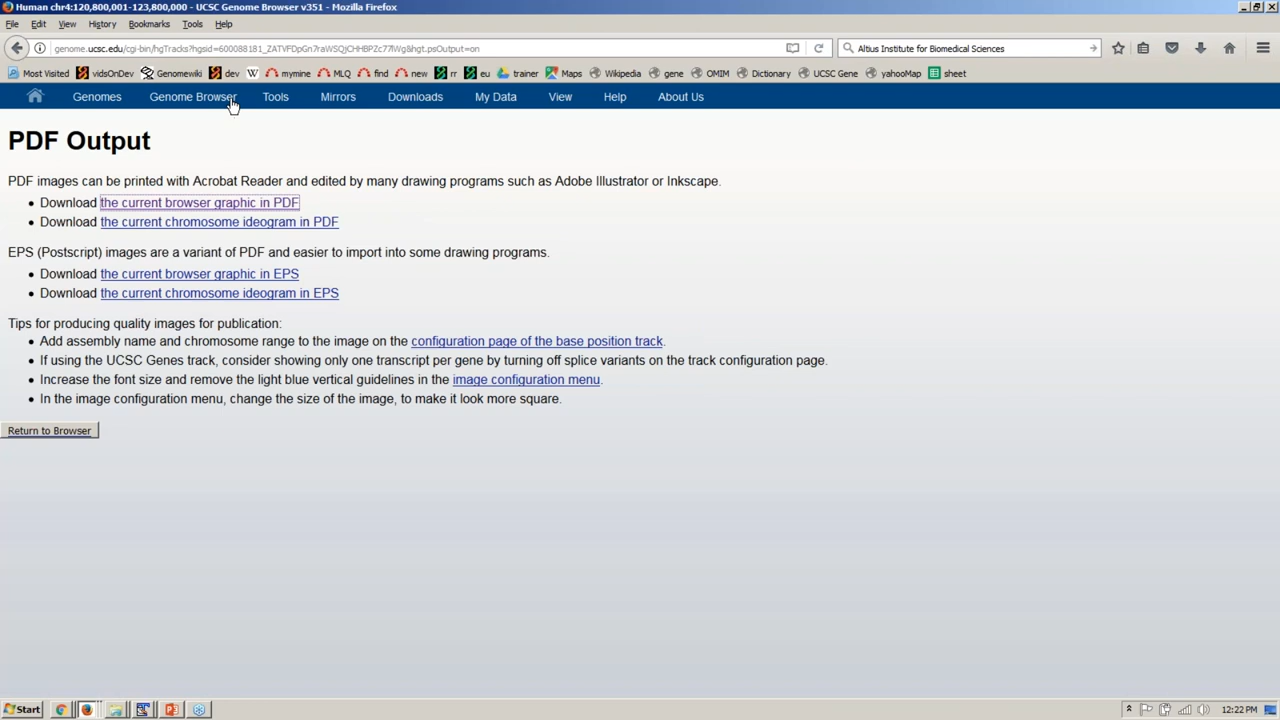 Human chr4:120,800,001-123,800,000 - UCSC Genome Browser v351 - Mozilla Firefox
File Edit View History Bookmarks Tools Help
genome.ucsc.edu/cgi-bin/hgTracks?hgsid=600088181_ZATVFDpGn7raWSQjCHHBPZc77lWg&hgt.psOutput=on
Altius Institute for Biomedical Sciences
Most Visited vidsOnDev Genomewiki dev W mymine MLQ find new rr eu trainer Maps Wikipedia gene OMIM Dictionary UCSC Gene yahooMap sheet
Genomes Genome Browser Tools Mirrors Downloads My Data View Help About Us
PDF Output
PDF images can be printed with Acrobat Reader and edited by many drawing programs such as Adobe Illustrator or Inkscape.
• Download the current browser graphic in PDF
• Download the current chromosome ideogram in PDF
EPS (Postscript) images are a variant of PDF and easier to import into some drawing programs.
• Download the current browser graphic in EPS
• Download the current chromosome ideogram in EPS
Tips for producing quality images for publication:
• Add assembly name and chromosome range to the image on the configuration page of the base position track.
• If using the UCSC Genes track, consider showing only one transcript per gene by turning off splice variants on the track configuration page.
• Increase the font size and remove the light blue vertical guidelines in the image configuration menu.
• In the image configuration menu, change the size of the image, to make it look more square.
Return to Browser
Start
12:22 PM